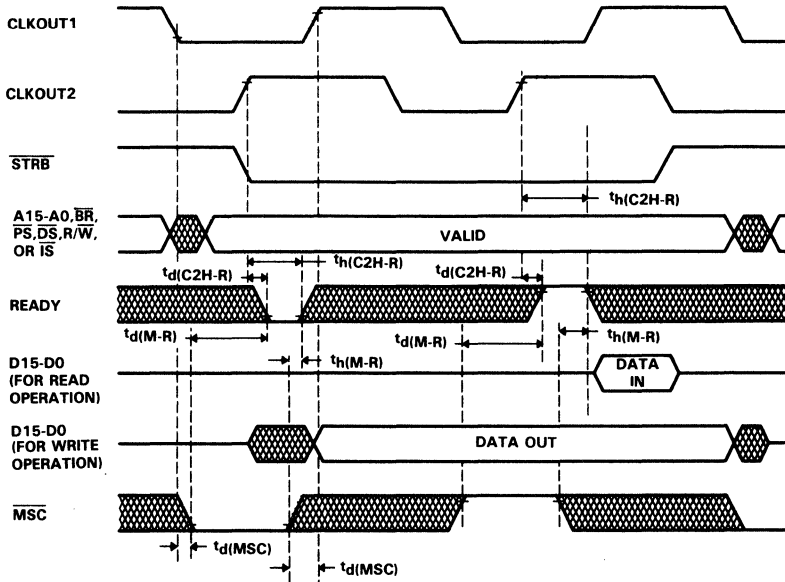 CLKOUT1
CLKOUT2
STRB
th(C2H-R)
A15-A0, BR,
PS, DS, R/W,
OR IS
VALID
td(C2H-R)
th(C2H-R)
td(C2H-R)
READY
td(M-R)
th(M-R)
td(M-R)
th(M-R)
D15-D0
(FOR READ
OPERATION)
DATA
IN
D15-D0
(FOR WRITE
OPERATION)
DATA OUT
MSC
td(MSC)
td(MSC)